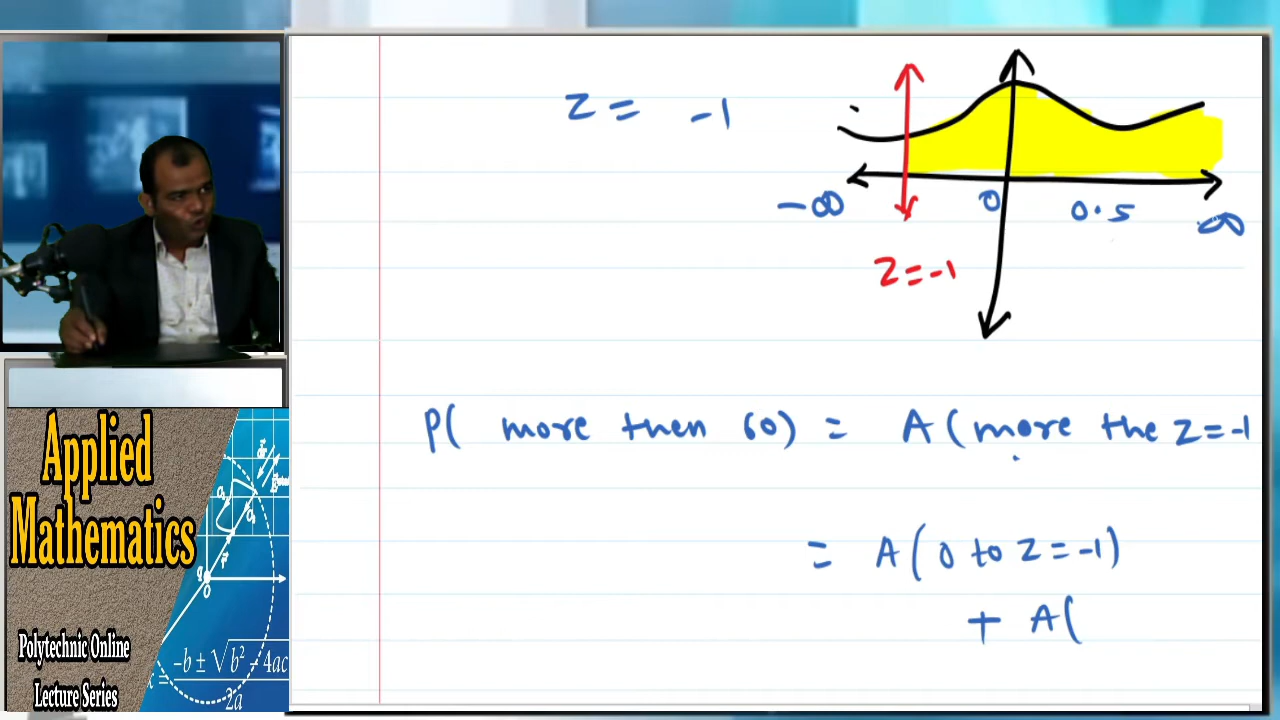 z = -1
-∞ 0 0.5 ∞
z=-1
P( more then 60) = A(more the z=-1
= A(0 to z=-1)
+ A(
Applied
Mathematics
Polytechnic Online
Lecture Series
-b ± √b² - 4ac
2a